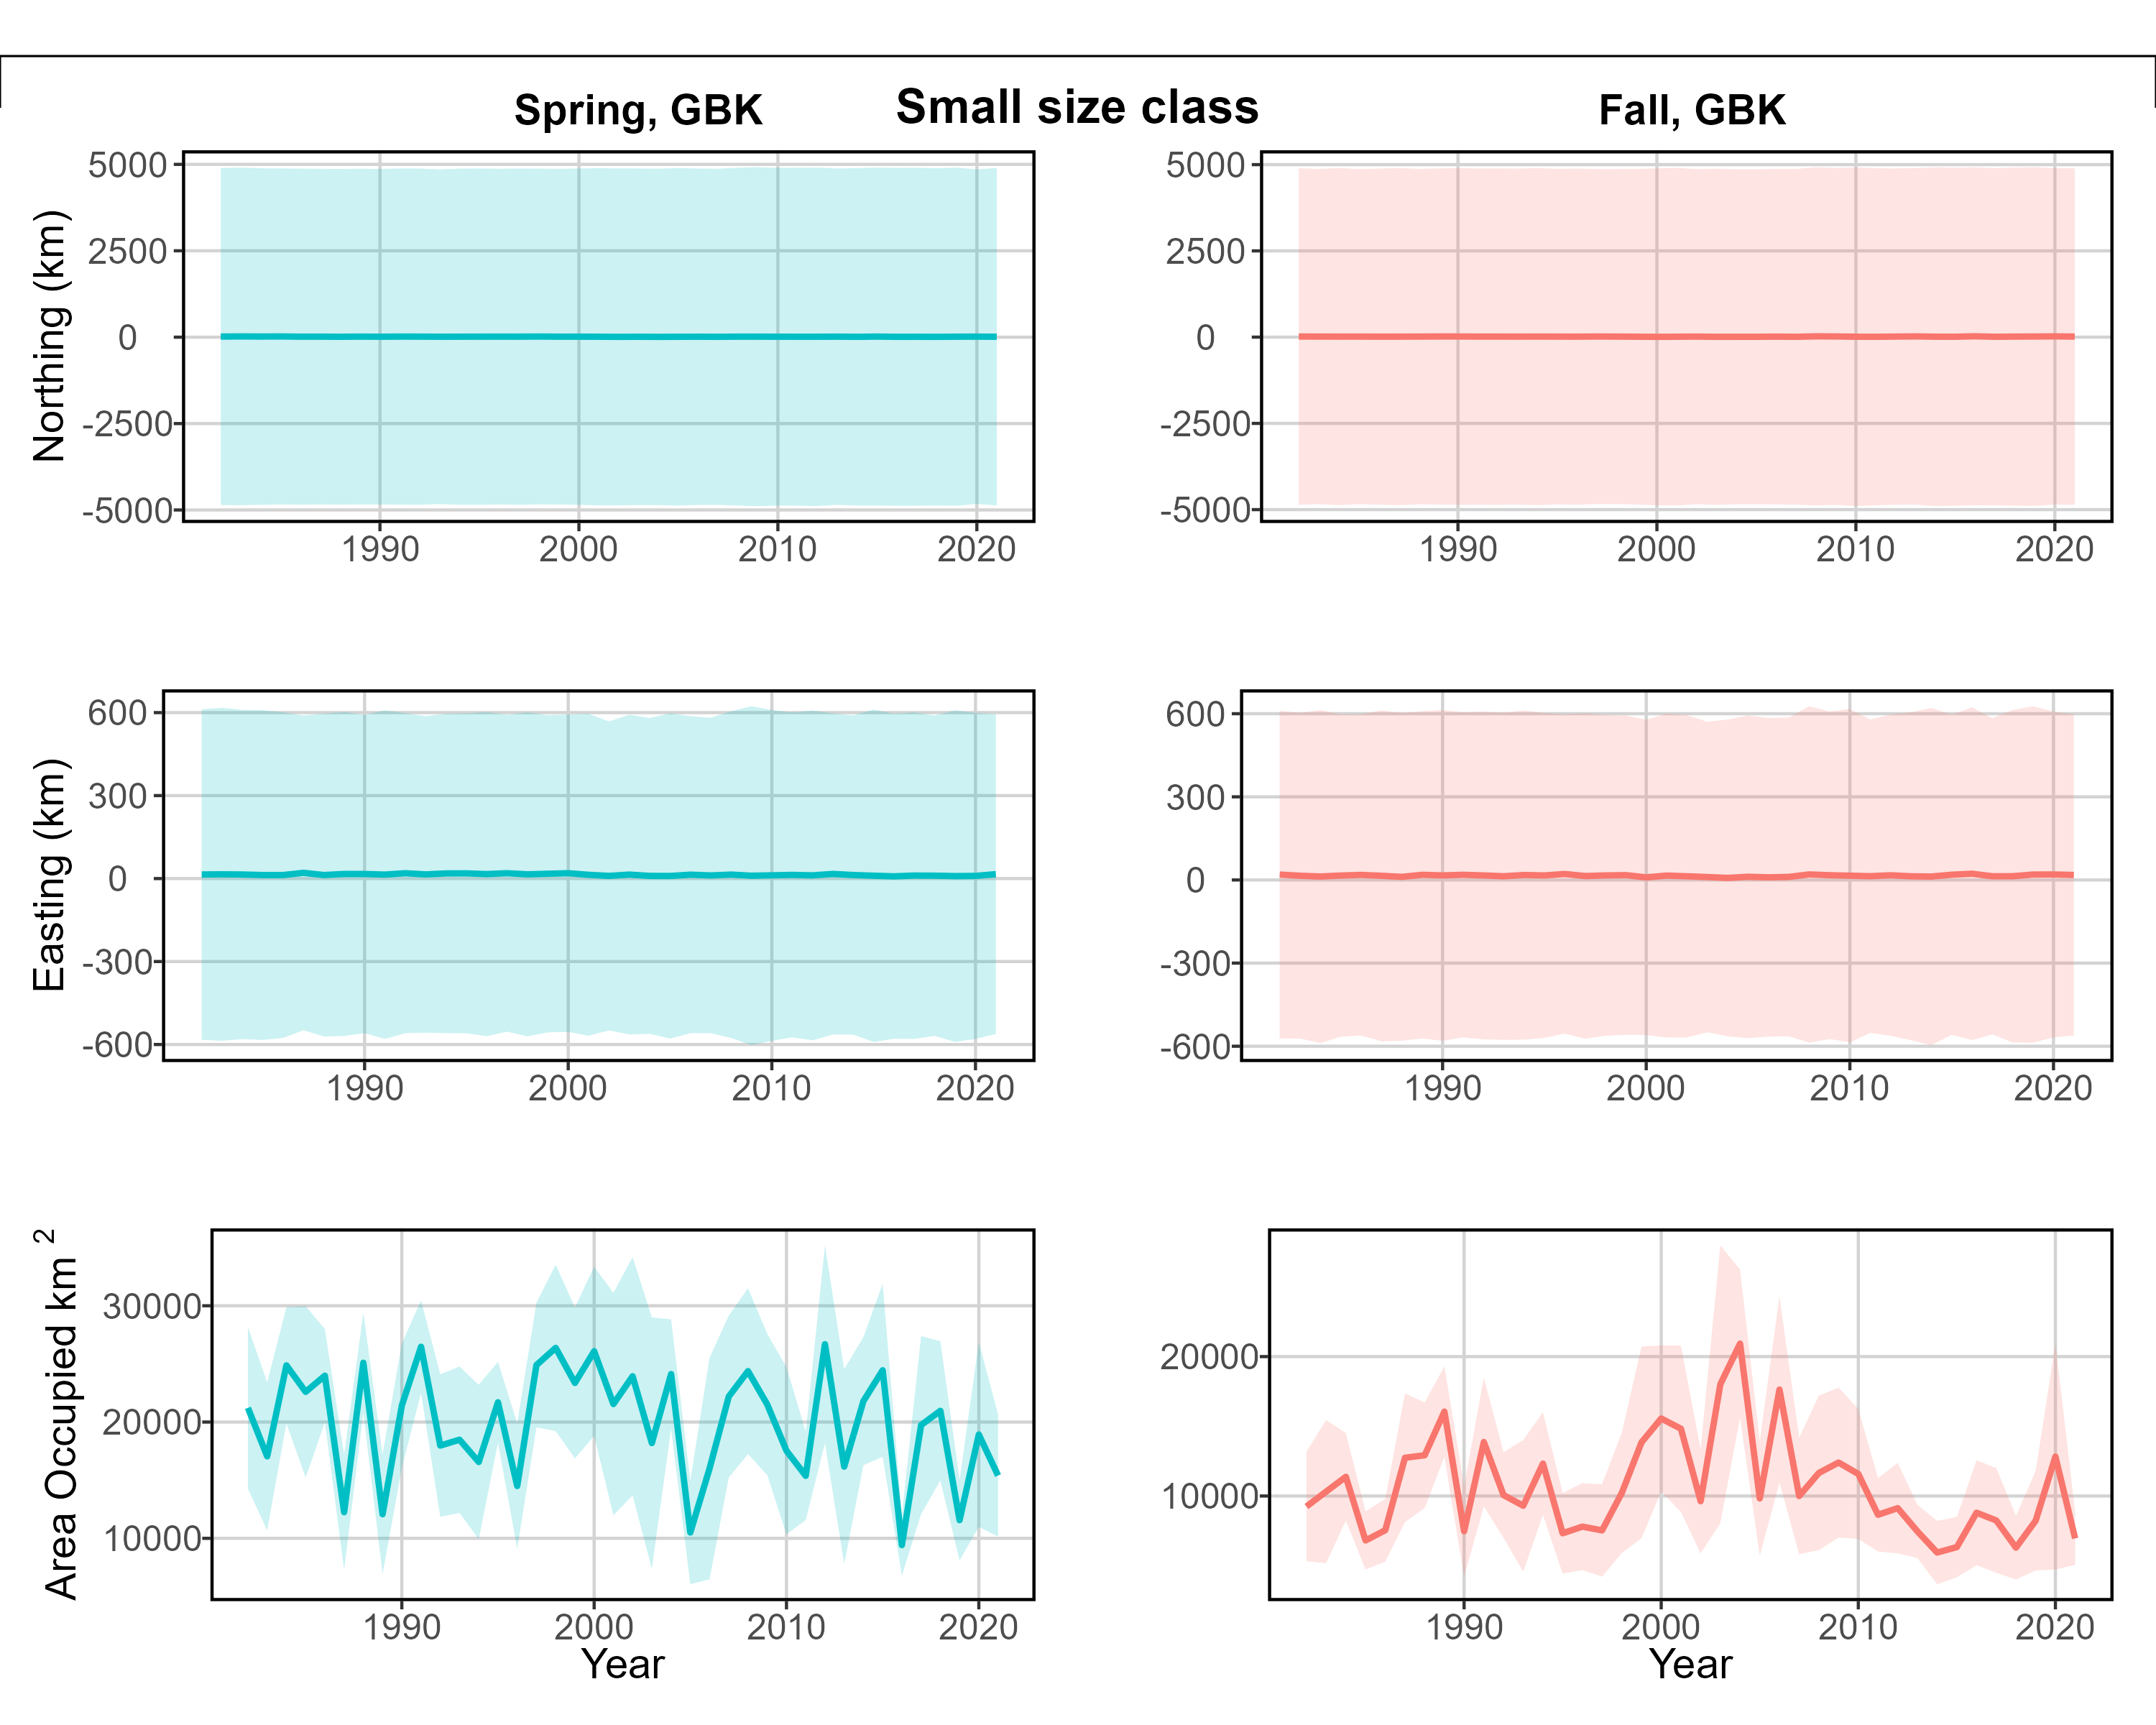 Small size class
Spring, GBK
Fall, GBK
Northing (km)
5000
2500
0
-2500
-5000
1990 2000 2010 2020
5000
2500
0
-2500
-5000
1990 2000 2010 2020
Easting (km)
600
300
0
-300
-600
1990 2000 2010 2020
600
300
0
-300
-600
1990 2000 2010 2020
Area Occupied km 2
30000
20000
10000
1990 2000 2010 2020
Year
20000
10000
1990 2000 2010 2020
Year